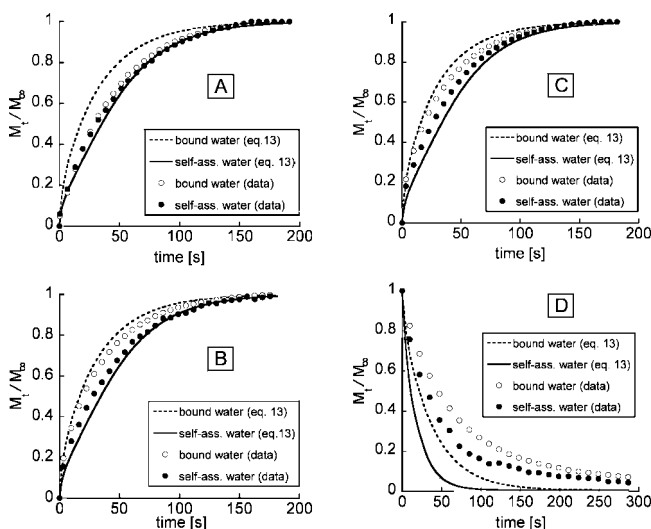 1
0.8
0.6
0.4
0.2
0
M_t / M_∞
A
bound water (eq.13)
self-ass. water (eq.13)
bound water (data)
self-ass. water (data)
0 50 100 150 200
time [s]
1
0.8
0.6
0.4
0.2
0
M_t / M_∞
C
bound water (eq.13)
self-ass. water (eq. 13)
bound water (data)
self-ass. water (data)
0 50 100 150 200
time [s]
1
0.8
0.6
0.4
0.2
0
M_t / M_∞
B
bound water (eq. 13)
self-ass. water (eq.13)
bound water (data)
self-ass. water (data)
0 50 100 150 200
time [s]
1
0.8
0.6
0.4
0.2
0
M_t / M_∞
D
bound water (eq. 13)
self-ass. water (eq. 13)
bound water (data)
self-ass. water (data)
0 50 100 150 200 250 300
time [s]